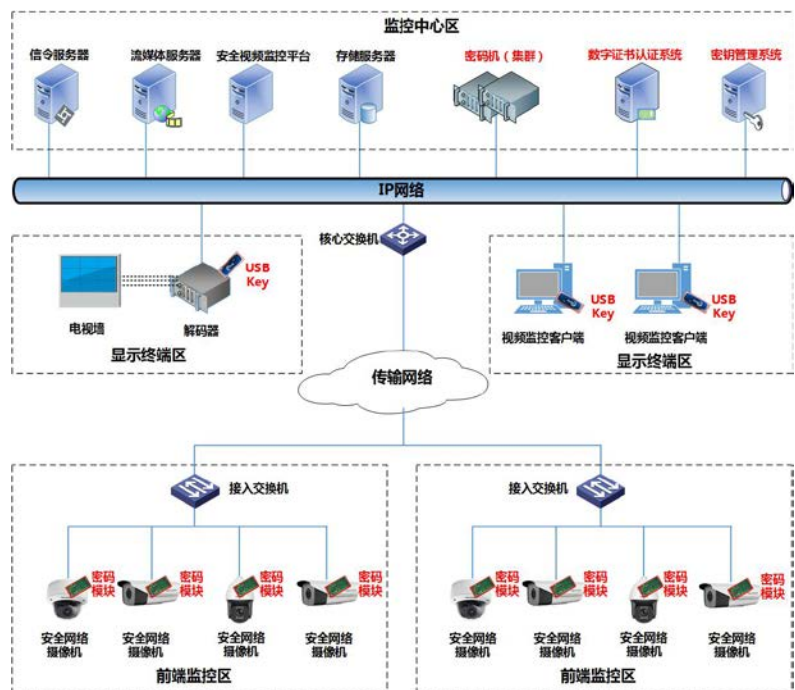 监控中心区
信令服务器
流媒体服务器
安全视频监控平台
存储服务器
密码机（集群）
数字证书认证系统
密钥管理系统
IP网络
核心交换机
USB
Key
电视墙
解码器
显示终端区
USB
Key
USB
Key
视频监控客户端
视频监控客户端
显示终端区
传输网络
接入交换机
接入交换机
密码
模块
密码
模块
密码
模块
密码
模块
安全网络
摄像机
安全网络
摄像机
安全网络
摄像机
安全网络
摄像机
前端监控区
密码
模块
密码
模块
密码
模块
密码
模块
安全网络
摄像机
安全网络
摄像机
安全网络
摄像机
安全网络
摄像机
前端监控区